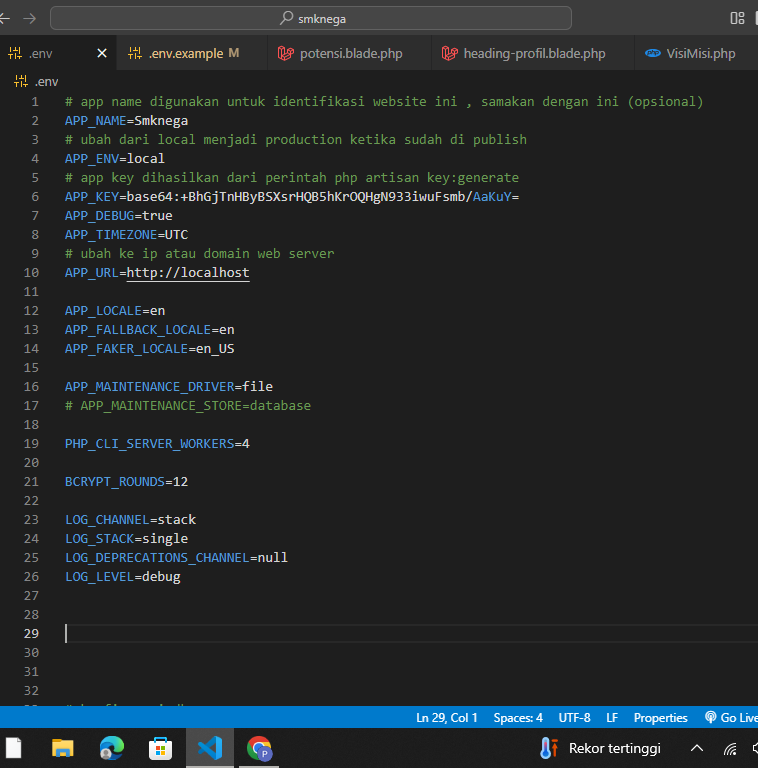 smknega
.env
.env.example M
potensi.blade.php
heading-profil.blade.php
VisiMisi.php
.env
1 # app name digunakan untuk identifikasi website ini , samakan dengan ini (opsional)
2 APP_NAME=Smknega
3 # ubah dari local menjadi production ketika sudah di publish
4 APP_ENV=local
5 # app key dihasilkan dari perintah php artisan key:generate
6 APP_KEY=base64:+BhGjTnHByBSXsrHQB5hKrOQHgN933iwuFsmb/AaKuY=
7 APP_DEBUG=true
8 APP_TIMEZONE=UTC
9 # ubah ke ip atau domain web server
10 APP_URL=http://localhost
11
12 APP_LOCALE=en
13 APP_FALLBACK_LOCALE=en
14 APP_FAKER_LOCALE=en_US
15
16 APP_MAINTENANCE_DRIVER=file
17 # APP_MAINTENANCE_STORE=database
18
19 PHP_CLI_SERVER_WORKERS=4
20
21 BCRYPT_ROUNDS=12
22
23 LOG_CHANNEL=stack
24 LOG_STACK=single
25 LOG_DEPRECATIONS_CHANNEL=null
26 LOG_LEVEL=debug
27
28
29
30
31
32
Ln 29, Col 1 Spaces: 4 UTF-8 LF Properties Go Live
Rekor tertinggi